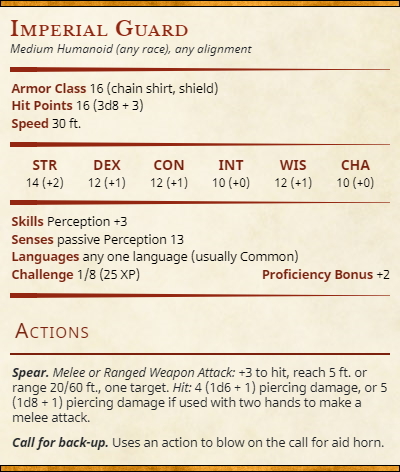 Imperial Guard
Medium Humanoid (any race), any alignment
Armor Class 16 (chain shirt, shield)
Hit Points 16 (3d8 + 3)
Speed 30 ft.
STR DEX CON INT WIS CHA
14 (+2) 12 (+1) 12 (+1) 10 (+0) 12 (+1) 10 (+0)
Skills Perception +3
Senses passive Perception 13
Languages any one language (usually Common)
Challenge 1/8 (25 XP) Proficiency Bonus +2
Actions
Spear. Melee or Ranged Weapon Attack: +3 to hit, reach 5 ft. or
range 20/60 ft., one target. Hit: 4 (1d6 + 1) piercing damage, or 5
(1d8 + 1) piercing damage if used with two hands to make a
melee attack.
Call for back-up. Uses an action to blow on the call for aid horn.